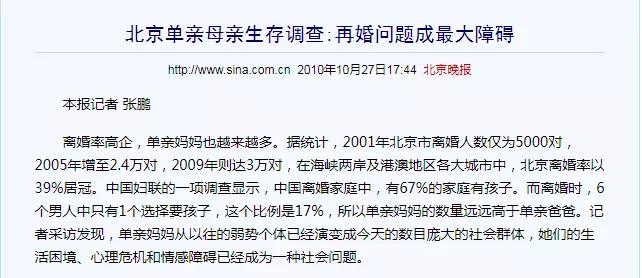 北京单亲母亲生存调查:再婚问题成最大障碍
http://www.sina.com.cn 2010年10月27日17:44 北京晚报
本报记者 张鹏
离婚率高企，单亲妈妈也越来越多。据统计，2001年北京市离婚人数仅为5000对，
2005年增至2.4万对，2009年则达3万对，在海峡两岸及港澳地区各大城市中，北京离婚率以
39%居冠。中国妇联的一项调查显示，中国离婚家庭中，有67%的家庭有孩子。而离婚时，6
个男人中只有1个选择要孩子，这个比例是17%，所以单亲妈妈的数量远远高于单亲爸爸。记
者采访发现，单亲妈妈从以往的弱势个体已经演变成今天的数目庞大的社会群体，她们的生
活困境、心理危机和情感障碍已经成为一种社会问题。